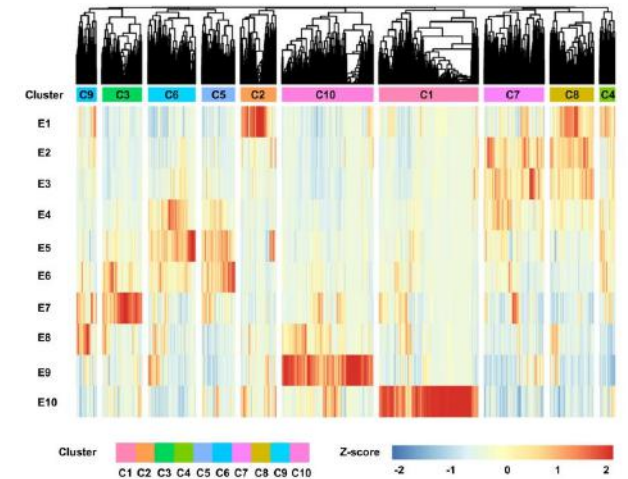 Cluster C9 C3 C6 C5 C2 C10 C1 C7 C8 C4
E1
E2
E3
E4
E5
E6
E7
E8
E9
E10
Cluster
C1 C2 C3 C4 C5 C6 C7 C8 C9 C10
Z-score
-2 -1 0 1 2